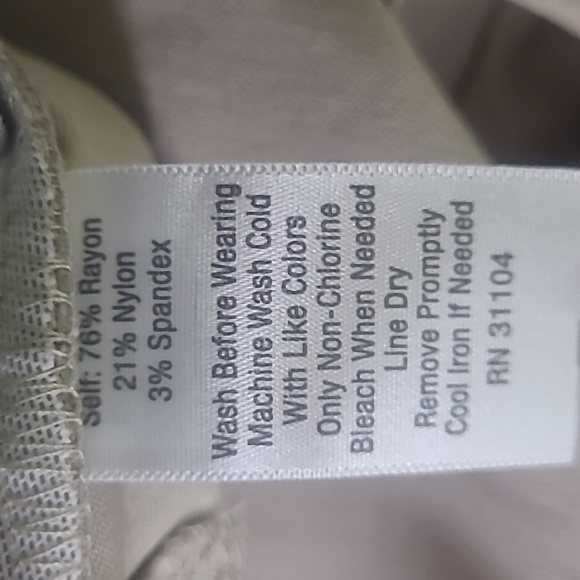 Self: 76% Rayon
21% Nylon
3% Spandex
Wash Before Wearing
Machine Wash Cold
With Like Colors
Only Non-Chlorine
Bleach When Needed
Line Dry
Remove Promptly
Cool Iron If Needed
RN 31104